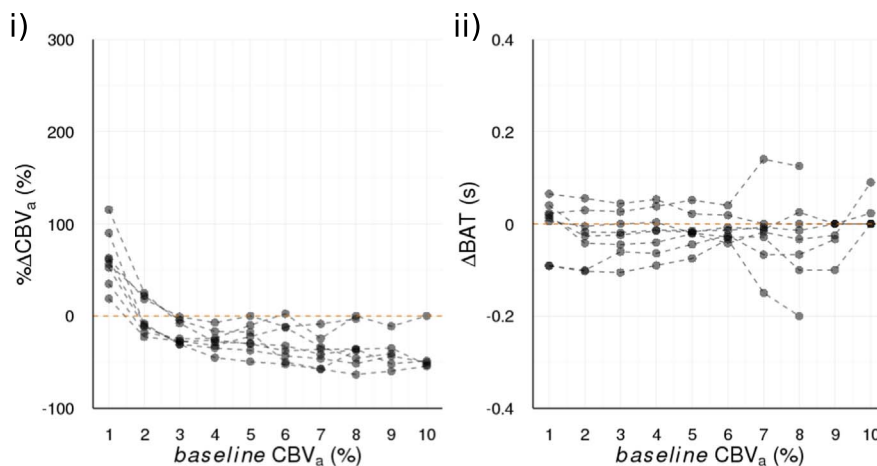 i)
300
200
100
0
-100
%ΔCBVa (%)
1 2 3 4 5 6 7 8 9 10
baseline CBVa (%)
ii)
0.4
0.2
0
-0.2
-0.4
ΔBAT (s)
1 2 3 4 5 6 7 8 9 10
baseline CBVa (%)